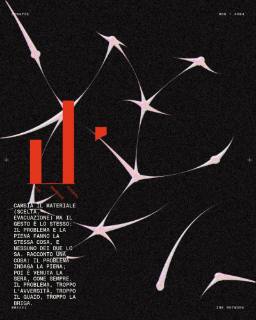 CAMBIA IL MATERIALE
(SCELTA,
EVACUAZIONE) MA IL
GESTO È LO STESSO:
IL PROBLEMA E LA
PIENA FANNO LA
STESSA COSA, E
NESSUNO DEI DUE LO
SA. RACCONTO UNA
COSA: IL PROBLEMA
INDAGA LA PIENA;
POI È VENUTA LA
SERA, COME SEMPRE.
IL PROBLEMA, TROPPO
L'AVVERSITÀ, TROPPO
IL GUAIO, TROPPO LA
BRIGA.